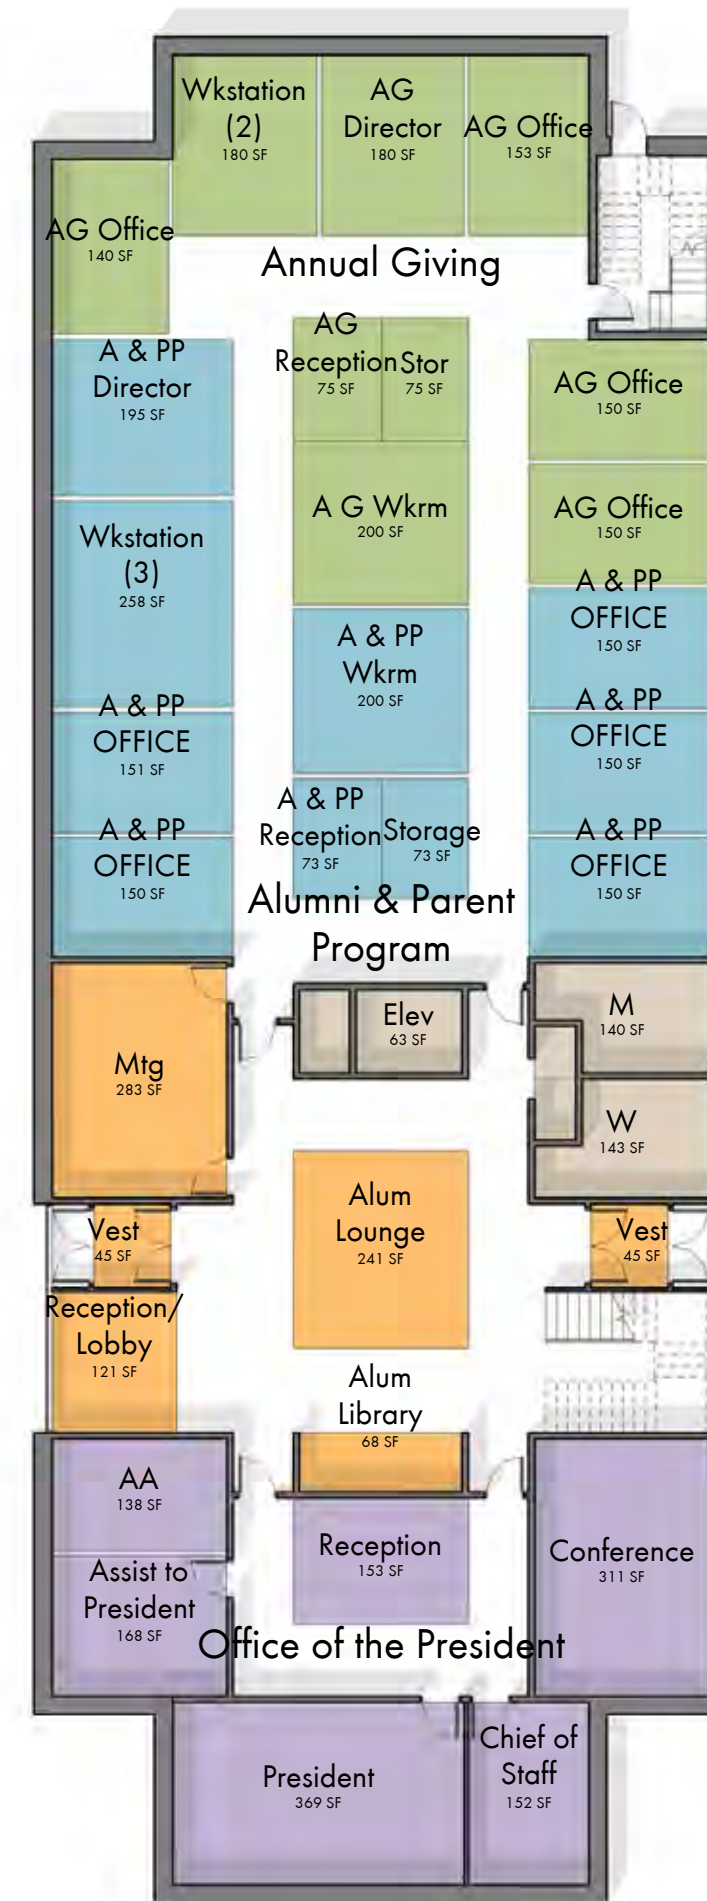 Wkstation
(2)
180 SF
AG
Director
180 SF
AG Office
153 SF
AG Office
140 SF
Annual Giving
A & PP
Director
195 SF
AG
Reception
75 SF
Stor
75 SF
AG Office
150 SF
A G Wkrm
200 SF
AG Office
150 SF
Wkstation
(3)
258 SF
A & PP
OFFICE
150 SF
A & PP
Wkrm
200 SF
A & PP
OFFICE
151 SF
A & PP
OFFICE
150 SF
A & PP
Reception
73 SF
Storage
73 SF
A & PP
OFFICE
150 SF
A & PP
OFFICE
150 SF
Alumni & Parent
Program
Elev
63 SF
M
140 SF
Mtg
283 SF
W
143 SF
Alum
Lounge
241 SF
Vest
45 SF
Vest
45 SF
Reception/
Lobby
121 SF
Alum
Library
68 SF
AA
138 SF
Reception
153 SF
Conference
311 SF
Assist to
President
168 SF
Office of the President
President
369 SF
Chief of
Staff
152 SF